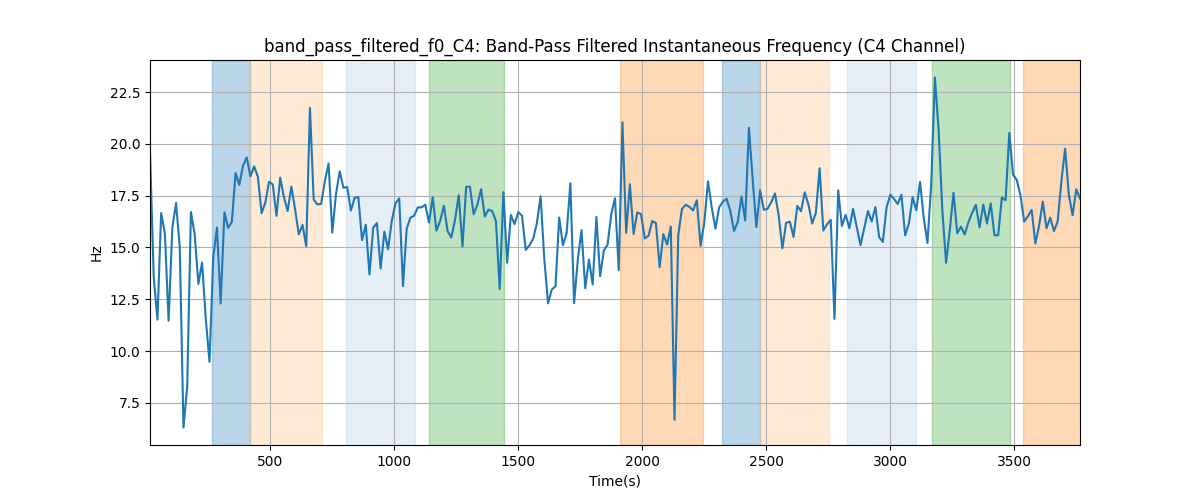 band_pass_filtered_f0_C4: Band-Pass Filtered Instantaneous Frequency (C4 Channel)
Hz
22.5
20.0
17.5
15.0
12.5
10.0
7.5
500 1000 1500 2000 2500 3000 3500
Time(s)